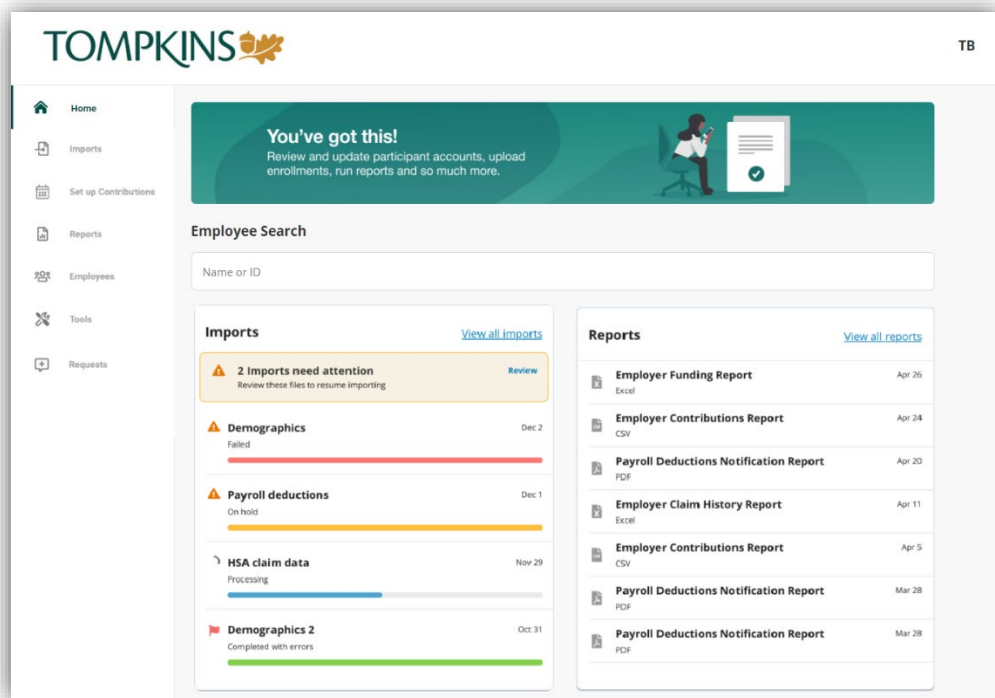 TOMPKINS
TB
Home
Imports
Set up Contributions
Reports
Employees
Tools
Requests
You've got this!
Review and update participant accounts, upload
enrollments, run reports and so much more.
Employee Search
Name or ID
Imports
View all imports
2 Imports need attention
Review
Review these files to resume importing
Demographics
Dec 2
Failed
Payroll deductions
Dec 1
On hold
HSA claim data
Nov 29
Processing
Demographics 2
Oct 31
Completed with errors
Reports
View all reports
Employer Funding Report
Apr 26
Excel
Employer Contributions Report
Apr 24
CSV
Payroll Deductions Notification Report
Apr 20
PDF
Employer Claim History Report
Apr 11
Excel
Employer Contributions Report
Apr 5
CSV
Payroll Deductions Notification Report
Mar 28
PDF
Payroll Deductions Notification Report
Mar 28
PDF